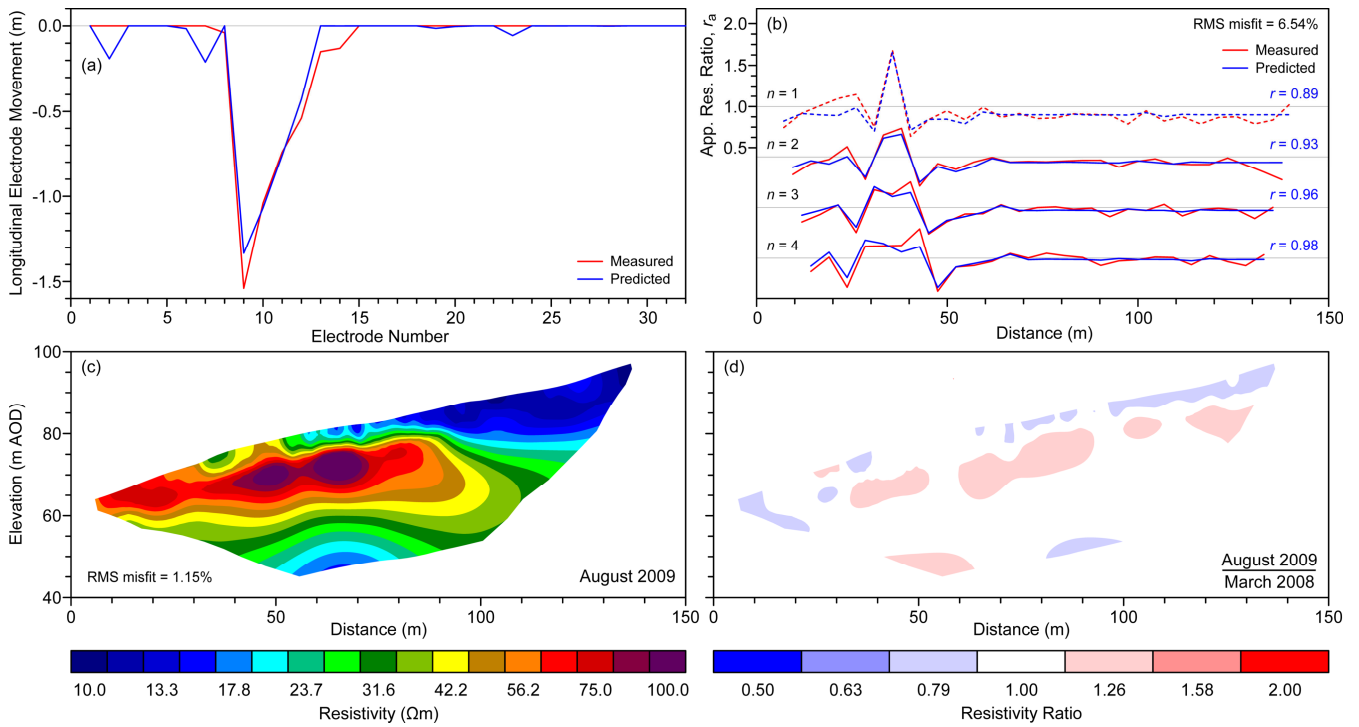 Longitudinal Electrode Movement (m)
0.0
-0.5
-1.0
-1.5
(a)
Measured
Predicted
0 5 10 15 20 25 30
Electrode Number
App. Res. Ratio, ra
2.0
1.5
1.0
0.5
(b)
RMS misfit = 6.54%
Measured
Predicted
n = 1 r = 0.89
n = 2 r = 0.93
n = 3 r = 0.96
n = 4 r = 0.98
0 50 100 150
Distance (m)
Elevation (m AOD)
100
80
60
40
(c)
RMS misfit = 1.15%
August 2009
0 50 100 150
Distance (m)
10.0 13.3 17.8 23.7 31.6 42.2 56.2 75.0 100.0
Resistivity (Ωm)
(d)
August 2009
March 2008
0 50 100 150
Distance (m)
0.50 0.63 0.79 1.00 1.26 1.58 2.00
Resistivity Ratio